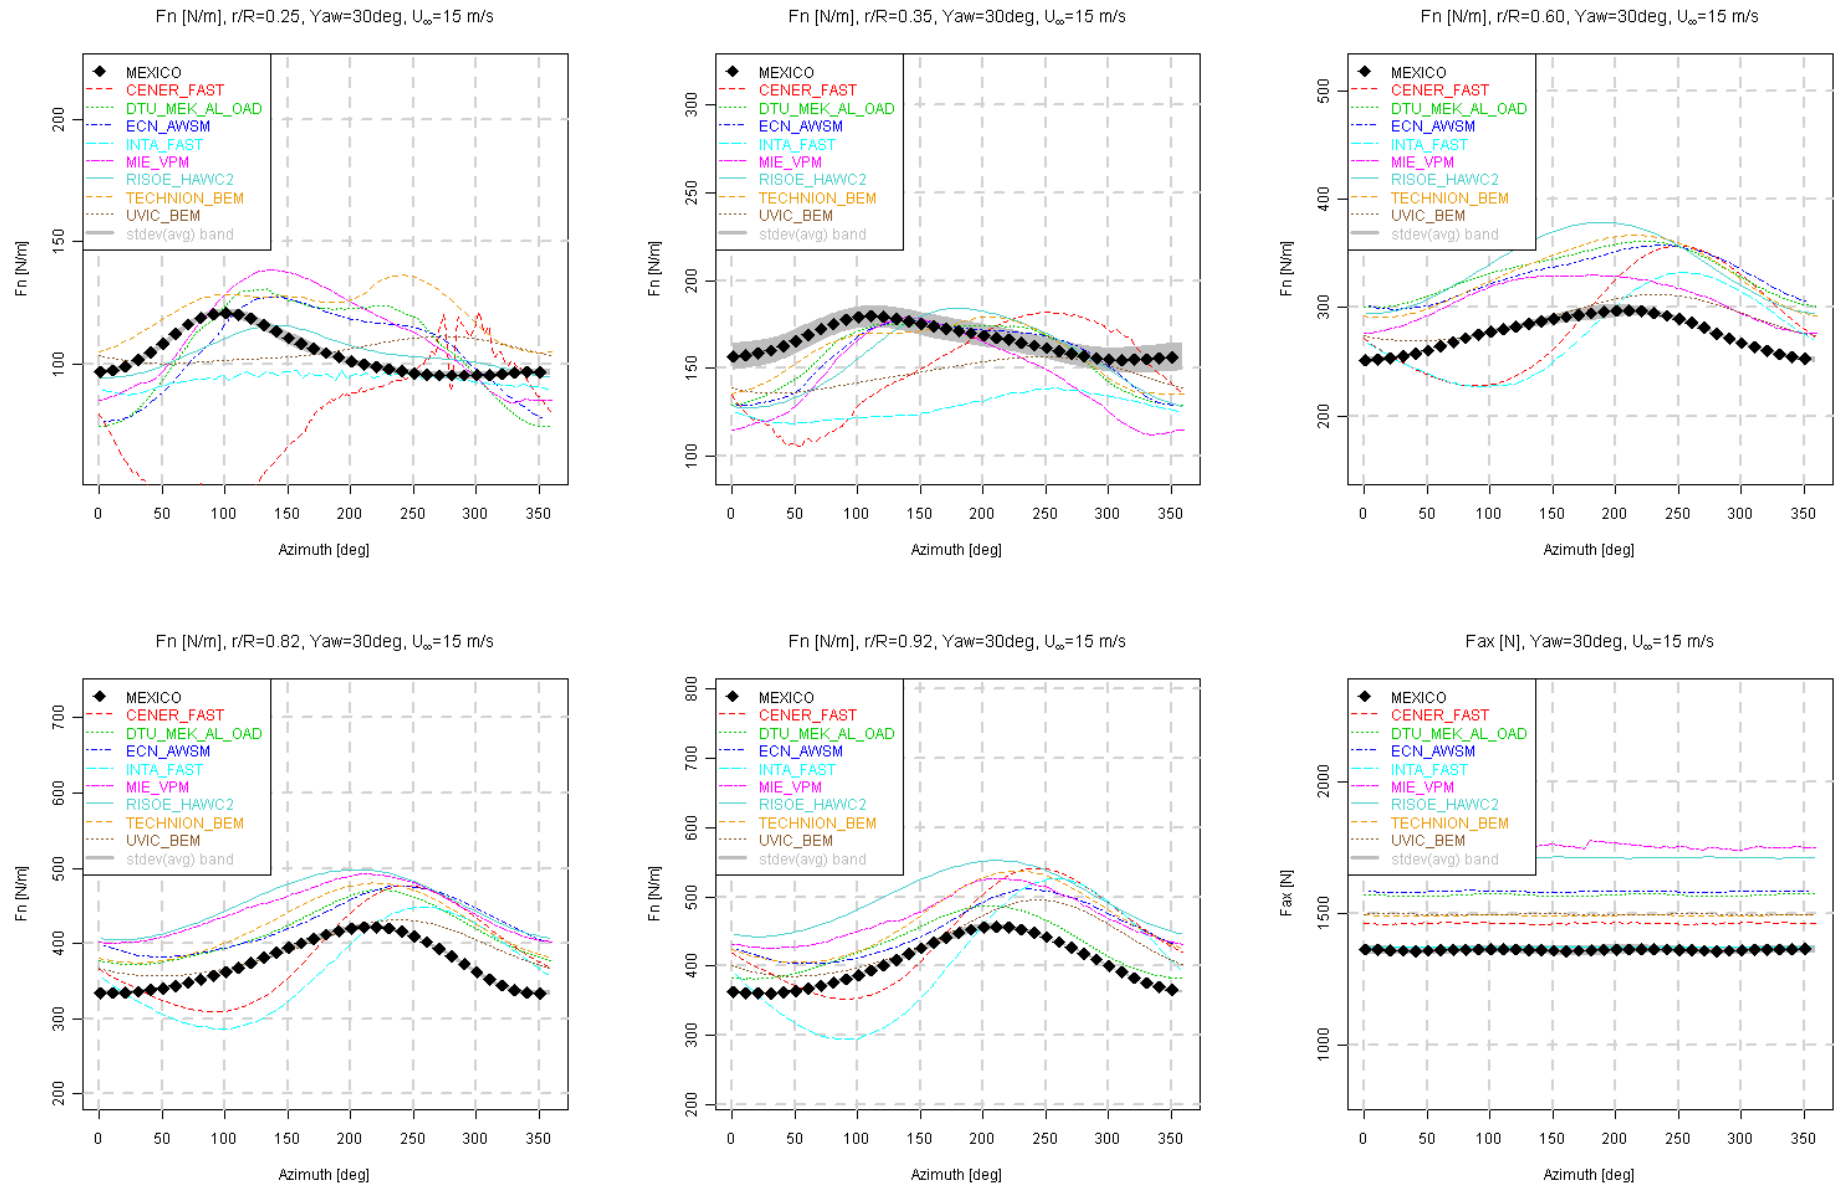 Fn [N/m], r/R=0.25, Yaw=30deg, U∞=15 m/s
MEXICO
CENER_FAST
DTU_MEK_AL_OAD
ECN_AWSM
INTA_FAST
MIE_VPM
RISOE_HAWC2
TECHNION_BEM
UVIC_BEM
stdev(avg) band
Fn [N/m]
100 150 200
0 50 100 150 200 250 300 350
Azimuth [deg]
Fn [N/m], r/R=0.35, Yaw=30deg, U∞=15 m/s
MEXICO
CENER_FAST
DTU_MEK_AL_OAD
ECN_AWSM
INTA_FAST
MIE_VPM
RISOE_HAWC2
TECHNION_BEM
UVIC_BEM
stdev(avg) band
Fn [N/m]
100 150 200 250 300
0 50 100 150 200 250 300 350
Azimuth [deg]
Fn [N/m], r/R=0.60, Yaw=30deg, U∞=15 m/s
MEXICO
CENER_FAST
DTU_MEK_AL_OAD
ECN_AWSM
INTA_FAST
MIE_VPM
RISOE_HAWC2
TECHNION_BEM
UVIC_BEM
stdev(avg) band
Fn [N/m]
200 300 400 500
0 50 100 150 200 250 300 350
Azimuth [deg]
Fn [N/m], r/R=0.82, Yaw=30deg, U∞=15 m/s
MEXICO
CENER_FAST
DTU_MEK_AL_OAD
ECN_AWSM
INTA_FAST
MIE_VPM
RISOE_HAWC2
TECHNION_BEM
UVIC_BEM
stdev(avg) band
Fn [N/m]
200 300 400 500 600 700
0 50 100 150 200 250 300 350
Azimuth [deg]
Fn [N/m], r/R=0.92, Yaw=30deg, U∞=15 m/s
MEXICO
CENER_FAST
DTU_MEK_AL_OAD
ECN_AWSM
INTA_FAST
MIE_VPM
RISOE_HAWC2
TECHNION_BEM
UVIC_BEM
stdev(avg) band
Fn [N/m]
200 300 400 500 600 700 800
0 50 100 150 200 250 300 350
Azimuth [deg]
Fax [N], Yaw=30deg, U∞=15 m/s
MEXICO
CENER_FAST
DTU_MEK_AL_OAD
ECN_AWSM
INTA_FAST
MIE_VPM
RISOE_HAWC2
TECHNION_BEM
UVIC_BEM
stdev(avg) band
Fax [N]
1000 1500 2000
0 50 100 150 200 250 300 350
Azimuth [deg]